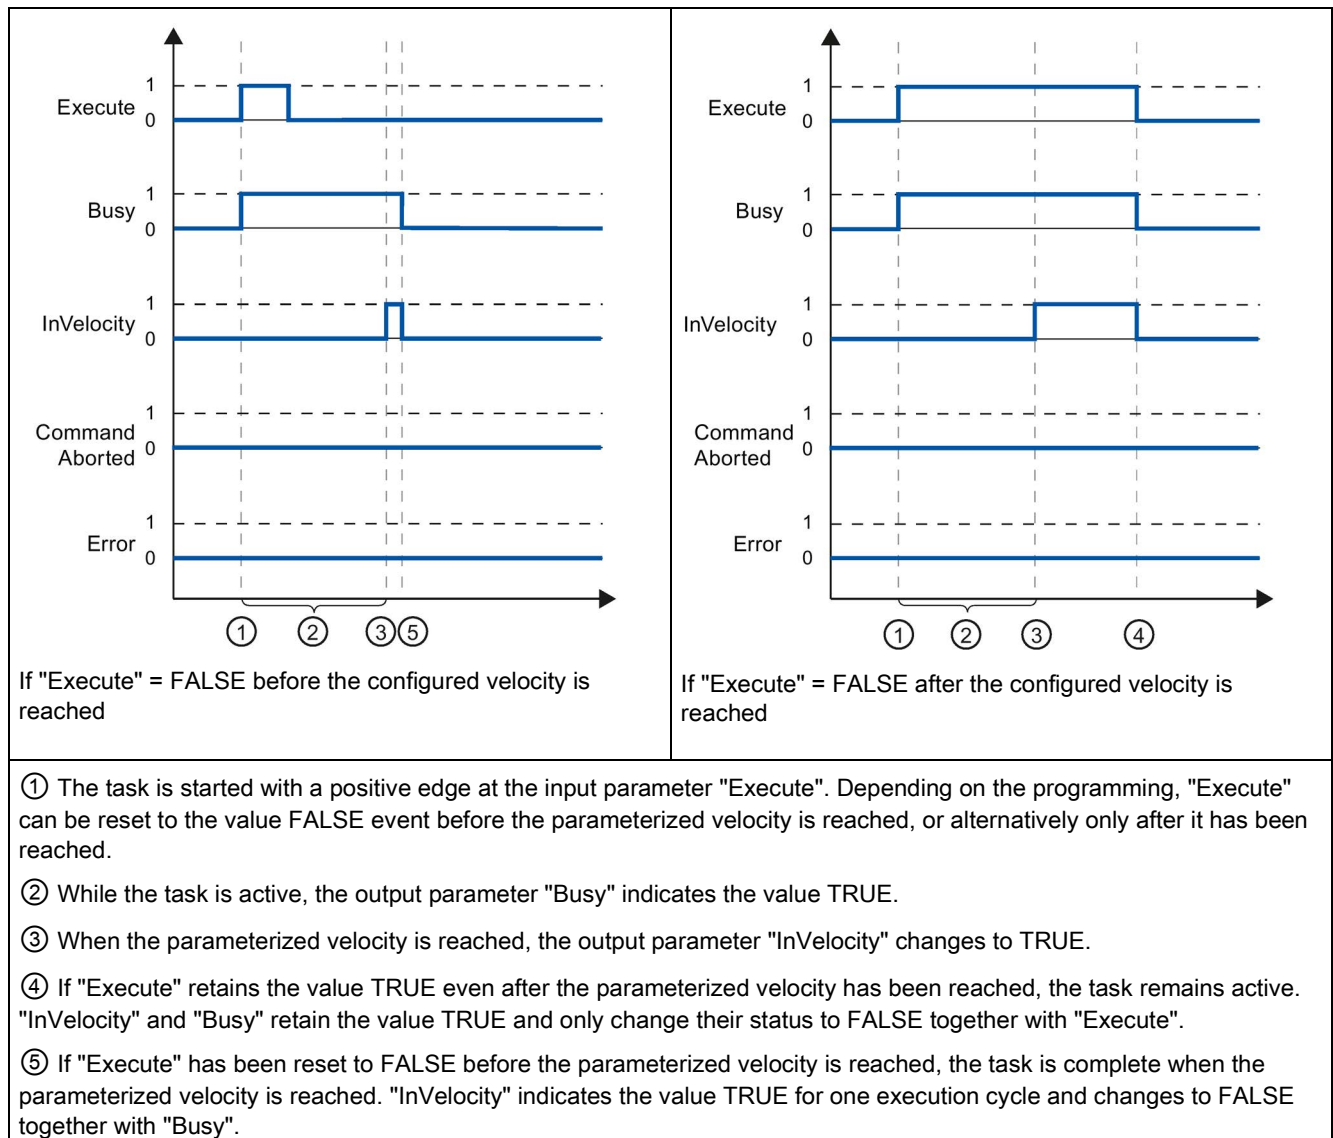 1
Execute
0
1
Busy
0
1
InVelocity
0
1
Command
0
Aborted
1
Error
0
① ② ③ ⑤
If "Execute" = FALSE before the configured velocity is
reached
1
Execute
0
1
Busy
0
1
InVelocity
0
1
Command
0
Aborted
1
Error
0
① ② ③ ④
If "Execute" = FALSE after the configured velocity is
reached
① The task is started with a positive edge at the input parameter "Execute". Depending on the programming, "Execute"
can be reset to the value FALSE event before the parameterized velocity is reached, or alternatively only after it has been
reached.
② While the task is active, the output parameter "Busy" indicates the value TRUE.
③ When the parameterized velocity is reached, the output parameter "InVelocity" changes to TRUE.
④ If "Execute" retains the value TRUE even after the parameterized velocity has been reached, the task remains active.
"InVelocity" and "Busy" retain the value TRUE and only change their status to FALSE together with "Execute".
⑤ If "Execute" has been reset to FALSE before the parameterized velocity is reached, the task is complete when the
parameterized velocity is reached. "InVelocity" indicates the value TRUE for one execution cycle and changes to FALSE
together with "Busy".